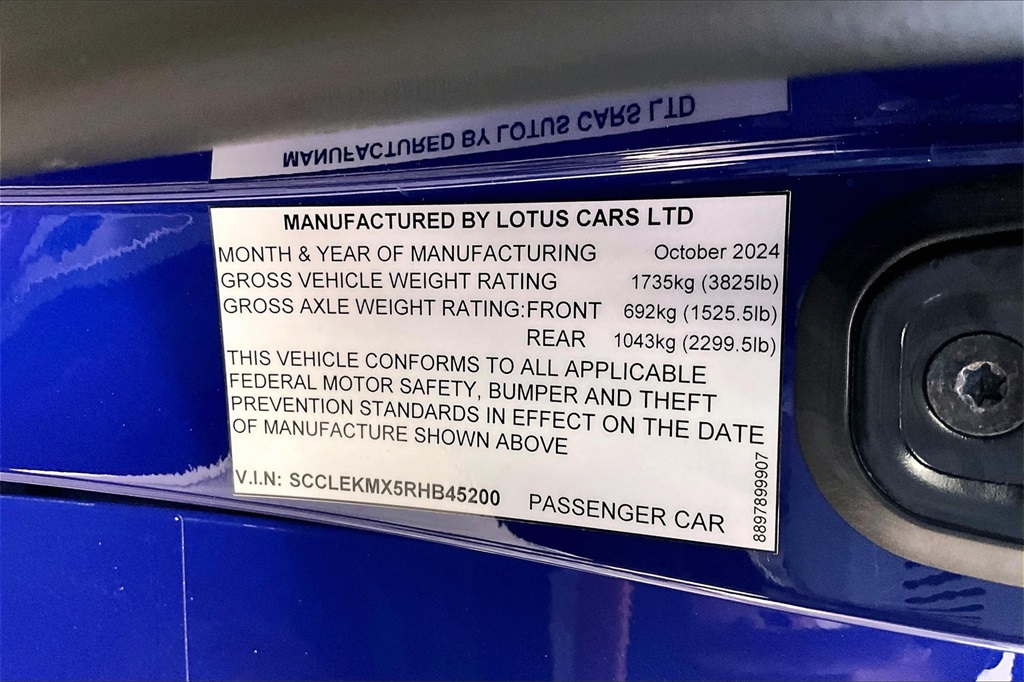 MANUFACTURED BY LOTUS CARS LTD
MANUFACTURED BY LOTUS CARS LTD
MONTH & YEAR OF MANUFACTURING October 2024
GROSS VEHICLE WEIGHT RATING 1735kg (3825lb)
GROSS AXLE WEIGHT RATING:FRONT 692kg (1525.5lb)
REAR 1043kg (2299.5lb)
THIS VEHICLE CONFORMS TO ALL APPLICABLE
FEDERAL MOTOR SAFETY, BUMPER AND THEFT
PREVENTION STANDARDS IN EFFECT ON THE DATE
OF MANUFACTURE SHOWN ABOVE
V.I.N: SCCLEKMX5RHB45200 PASSENGER CAR
8897899907